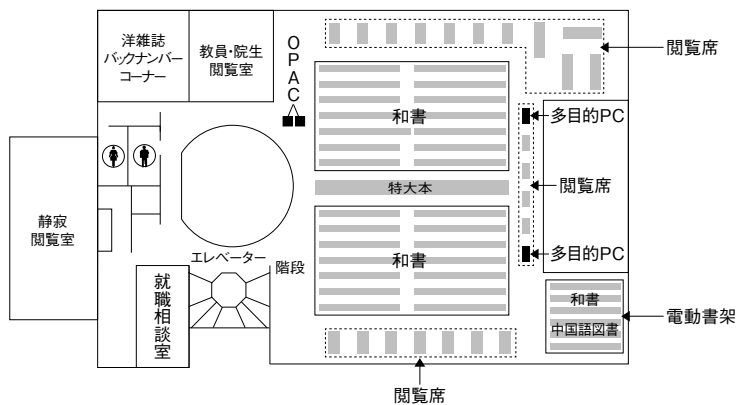 洋雑誌
バックナンバー
コーナー
教員・院生
閲覧室
OPAC
閲覧席
和書
多目的PC
特大本
閲覧席
静寂
閲覧室
エレベーター
階段
和書
多目的PC
就職相談室
和書
中国語図書
電動書架
閲覧席